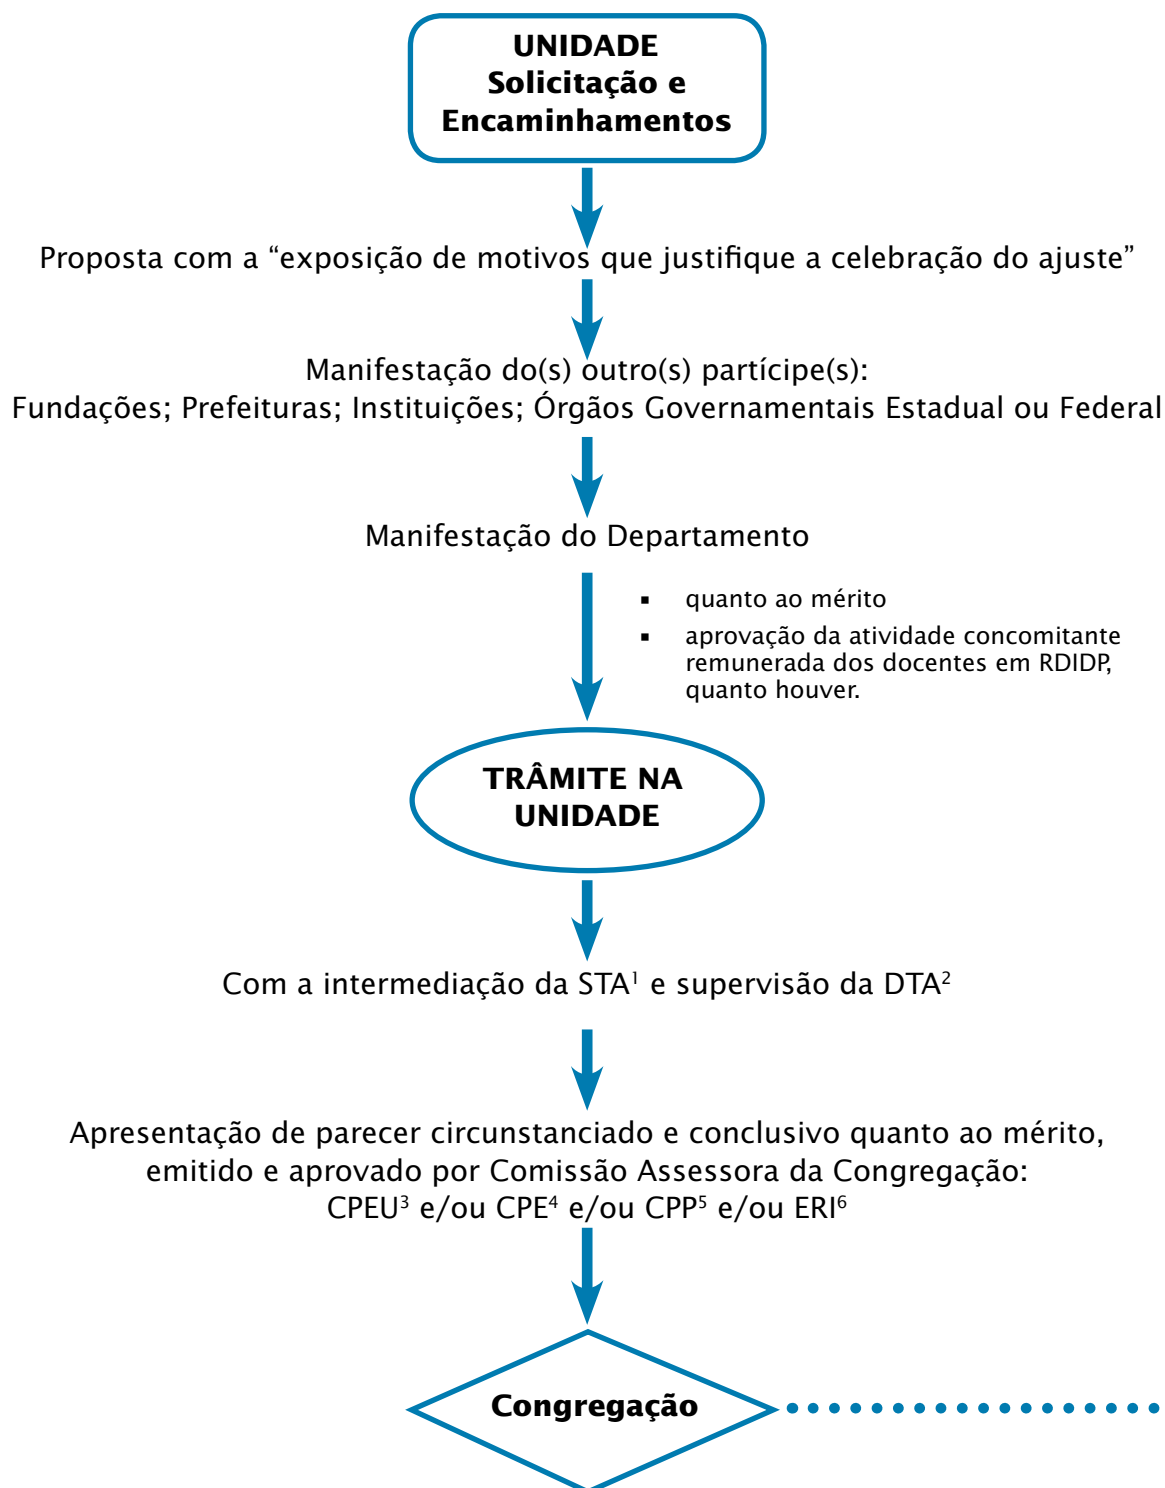 UNIDADE
Solicitação e
Encaminhamentos
Proposta com a “exposição de motivos que justifique a celebração do ajuste”
Manifestação do(s) outro(s) partícipe(s):
Fundações; Prefeituras; Instituições; Órgãos Governamentais Estadual ou Federal
Manifestação do Departamento
▪ quanto ao mérito
▪ aprovação da atividade concomitante
remunerada dos docentes em RDIDP,
quanto houver.
TRÂMITE NA
UNIDADE
Com a intermediação da STA¹ e supervisão da DTA²
Apresentação de parecer circunstanciado e conclusivo quanto ao mérito,
emitido e aprovado por Comissão Assessora da Congregação:
CPEU³ e/ou CPE⁴ e/ou CPP⁵ e/ou ERI⁶
Congregação